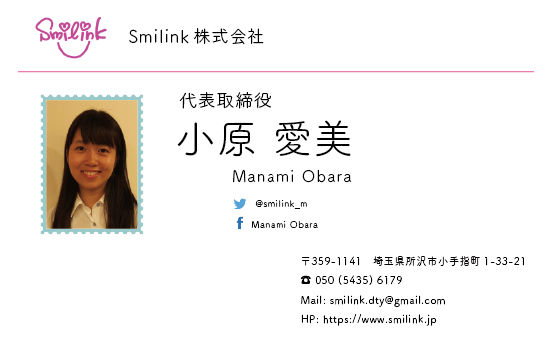 Smilink
Smilink 株式会社
代表取締役
小原 愛美
Manami Obara
@smilink_m
Manami Obara
〒359-1141 埼玉県所沢市小手指町 1-33-21
☎ 050 (5435) 6179
Mail: smilink.dty@gmail.com
HP: https://www.smilink.jp